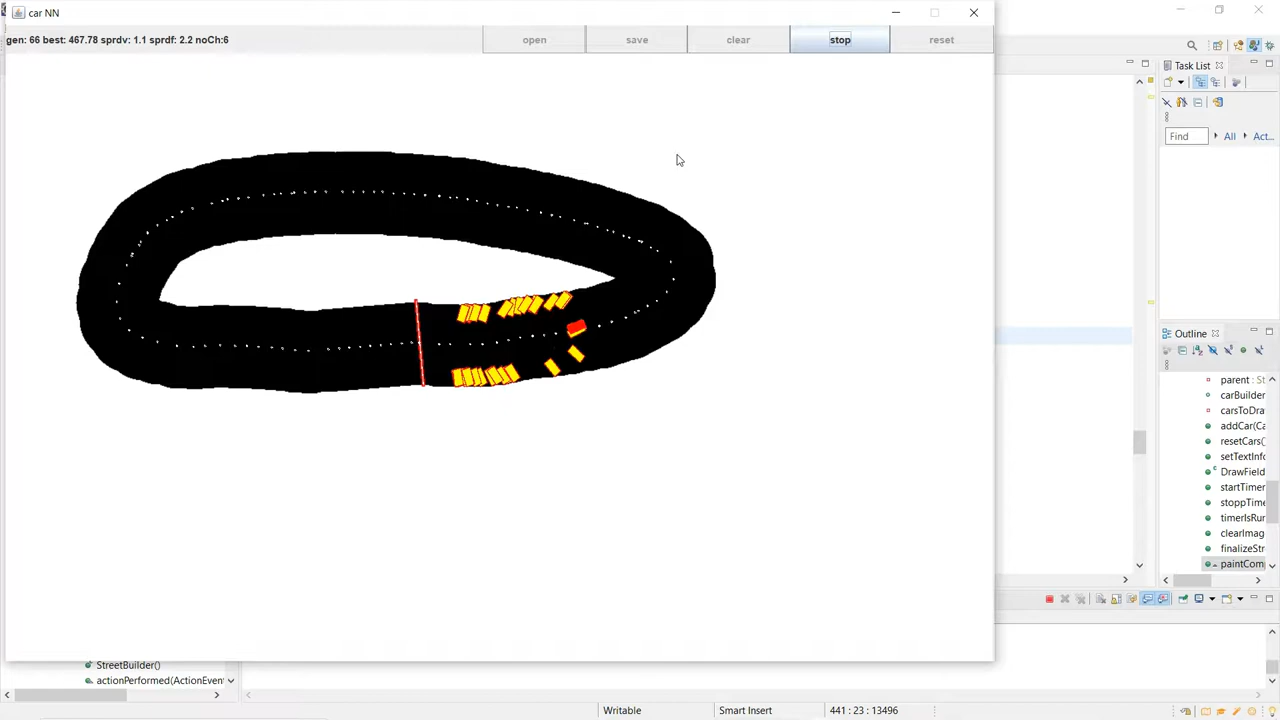 car NN
gen: 66 best: 467.78 sprdv: 1.1 sprdf: 2.2 noCh:6
open
save
clear
stop
reset
Task List
Find
All
Act...
Outline
parent : St
carBuilder
carsToDra
addCar(Ca
resetCars(
setTextInfo
DrawField
startTimer
stoppTime
timerIsRun
clearImag
finalizeStr
paintCom
StreetBuilder()
actionPerformed(ActionEven
Writable
Smart Insert
441 : 23 : 13496